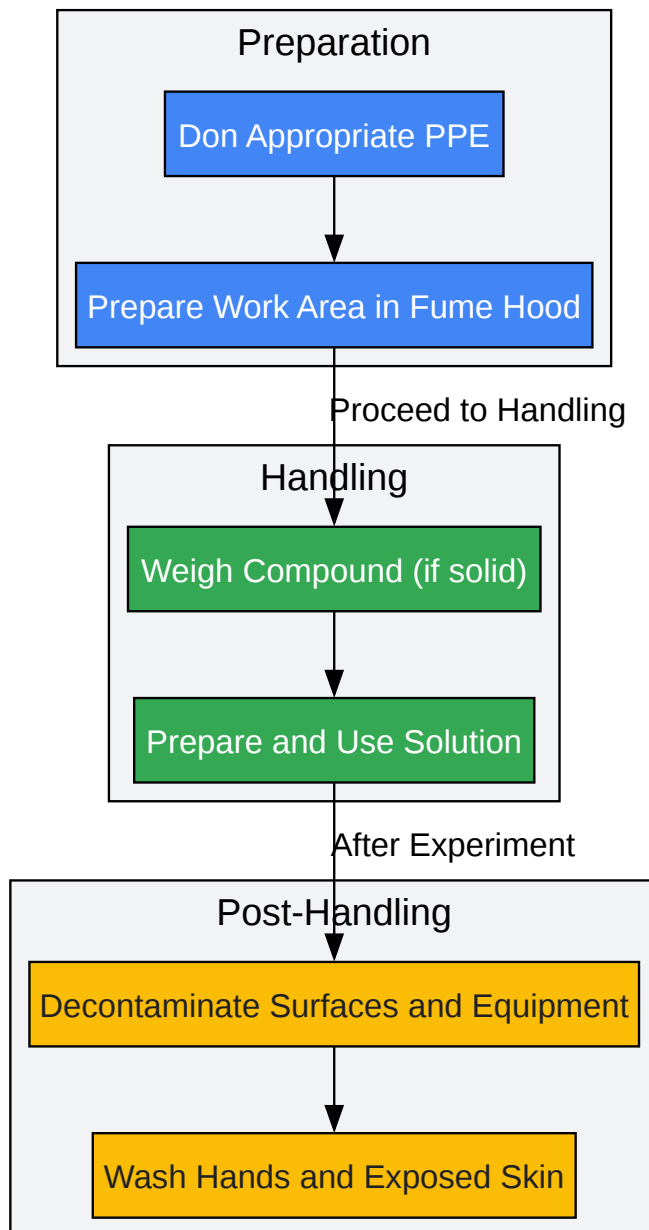 Preparation
Don Appropriate PPE
Prepare Work Area in Fume Hood
Proceed to Handling
Handling
Weigh Compound (if solid)
Prepare and Use Solution
After Experiment
Post-Handling
Decontaminate Surfaces and Equipment
Wash Hands and Exposed Skin